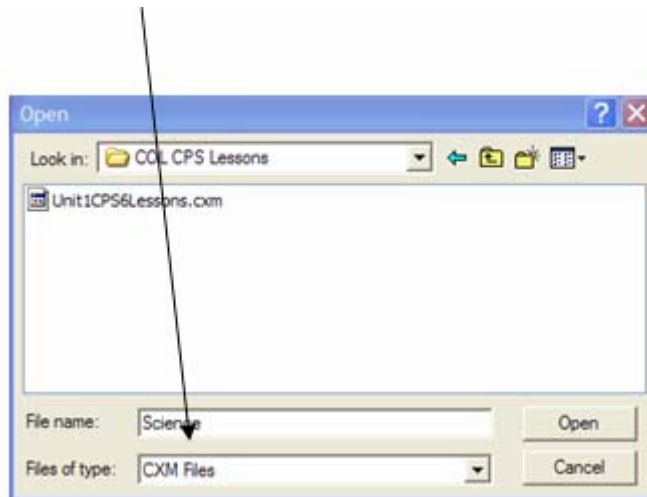 Open
Look in: COL CPS Lessons
Unit1CPS6Lessons.cxm
File name: Science Open
Files of type: CXM Files Cancel